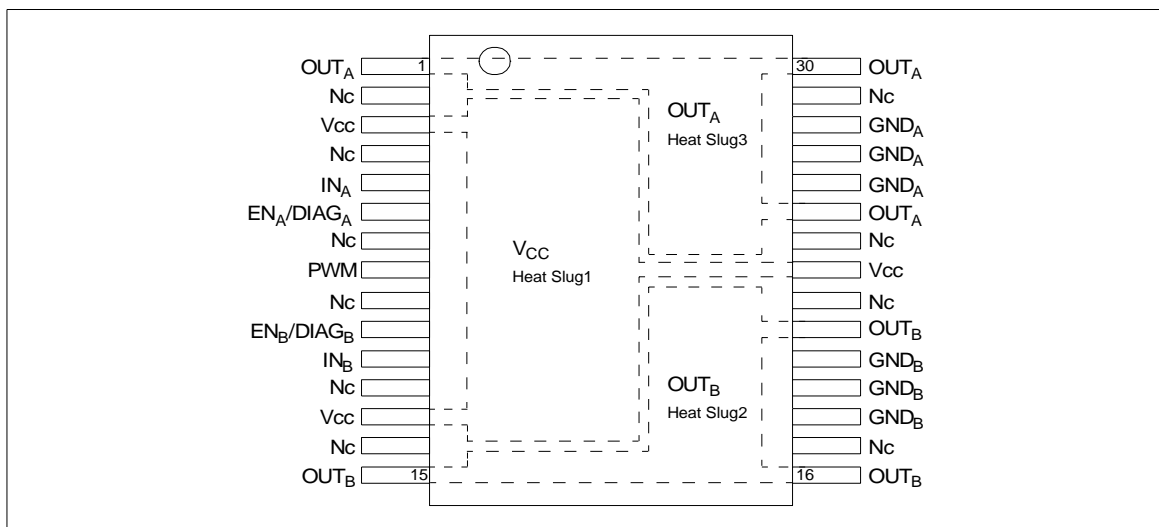 OUTA 1 30 OUTA
Nc Nc
Vcc GNDA
Nc GNDA
INA GNDA
ENA/DIAGA OUTA
Nc Nc
PWM Vcc
Nc Nc
ENB/DIAGB OUTB
INB GNDB
Nc GNDB
Vcc GNDB
Nc Nc
OUTB 15 16 OUTB
OUTA
Heat Slug3
VCC
Heat Slug1
OUTB
Heat Slug2